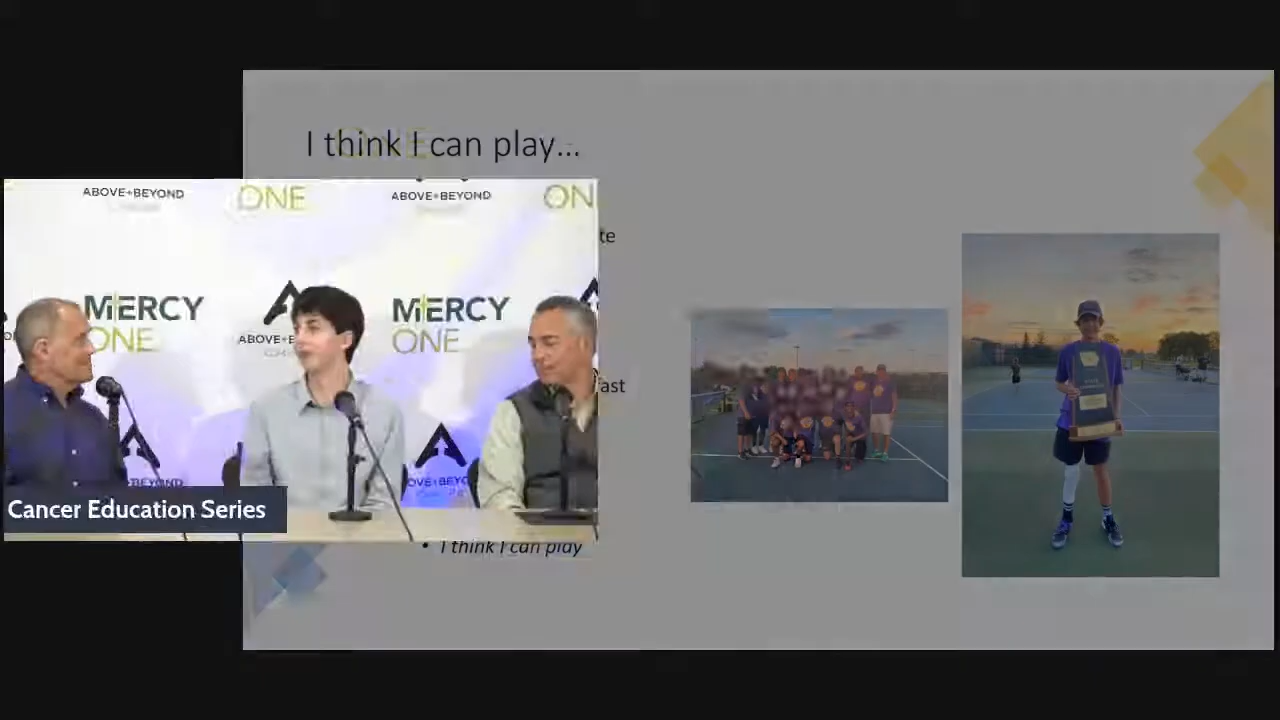 I think I can play...
ABOVE+BEYOND
ONE
ABOVE+BEYOND
te
MERCY
ONE
MERCY
ONE
ast
Cancer Education Series
• I think I can play